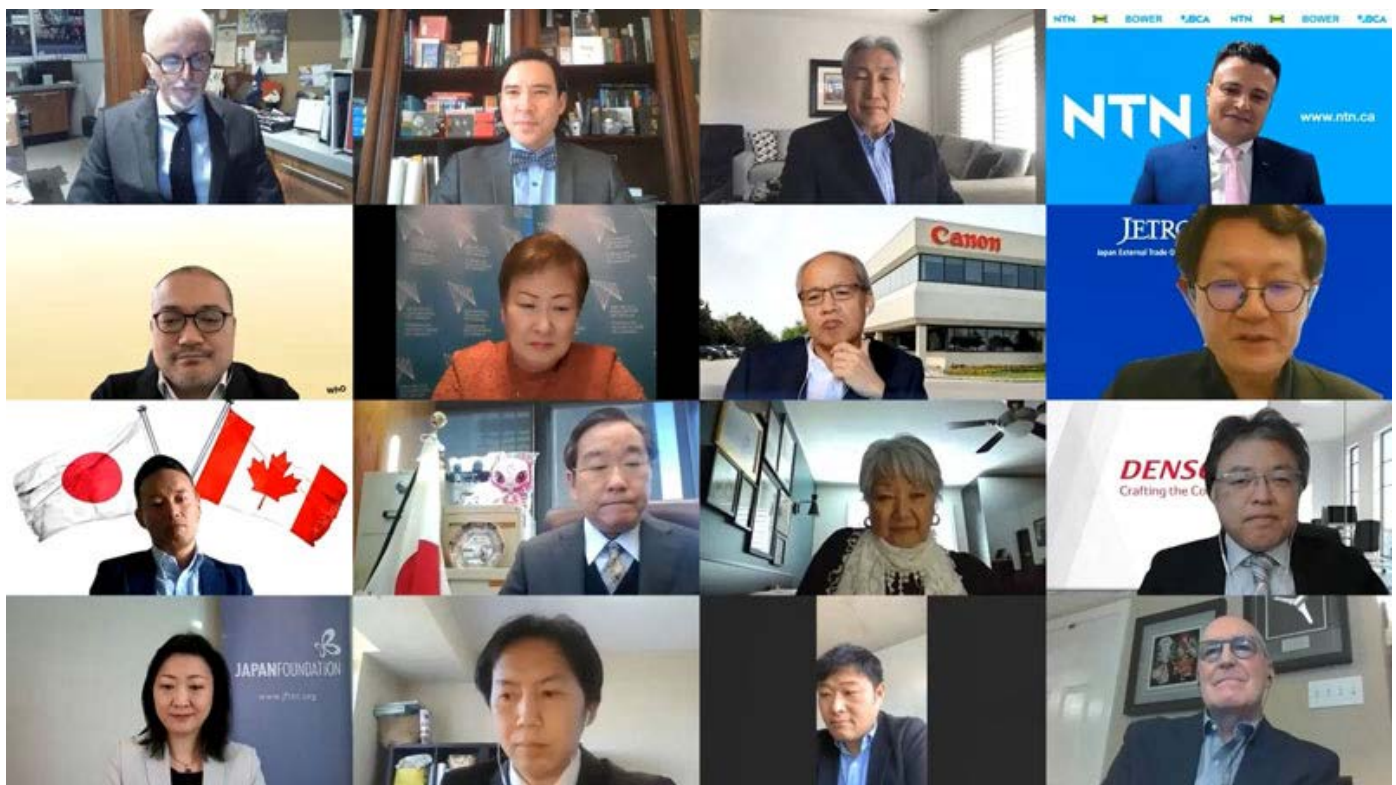 NTN BOWER BCA NTN BOWER BCA
NTN
www.ntn.ca
WhO
Canon
JETRO
Japan External Trade O
DENSO
Crafting the Co
JAPANFOUNDATION
www.jftor.org